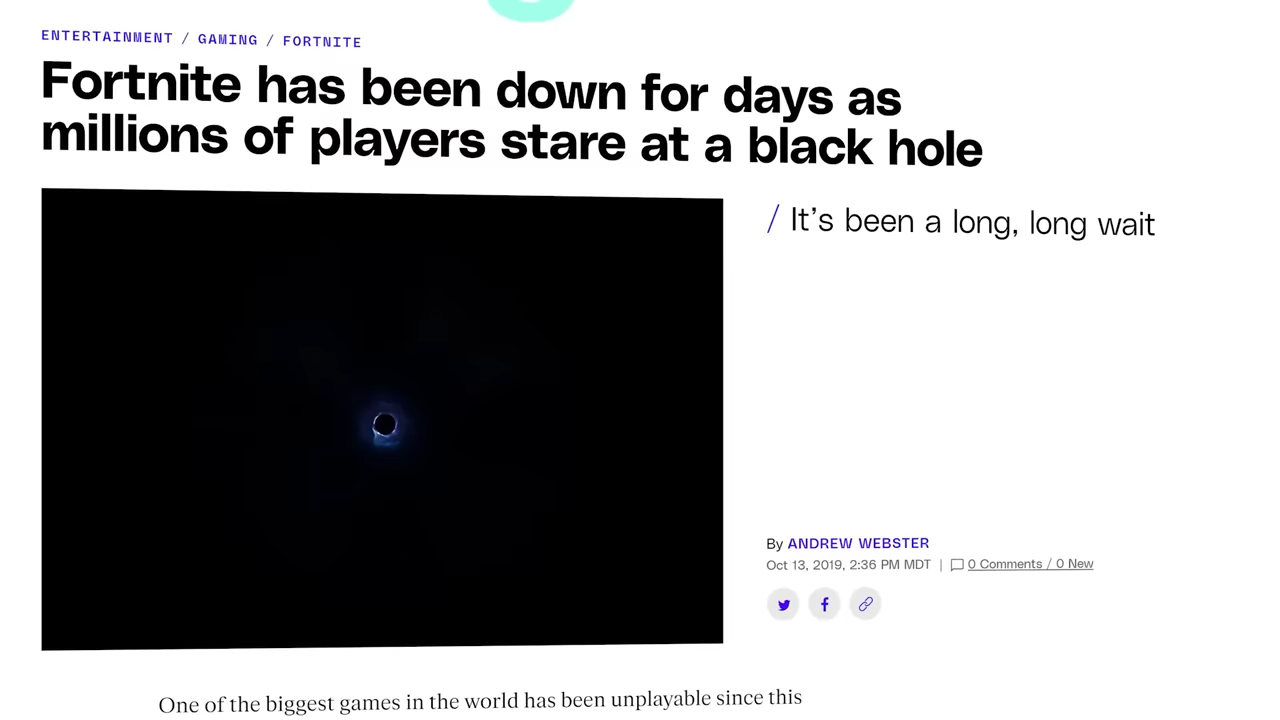 ENTERTAINMENT / GAMING / FORTNITE
Fortnite has been down for days as
millions of players stare at a black hole
/ It's been a long, long wait
By ANDREW WEBSTER
Oct 13, 2019, 2:36 PM MDT | 0 Comments / 0 New
One of the biggest games in the world has been unplayable since this